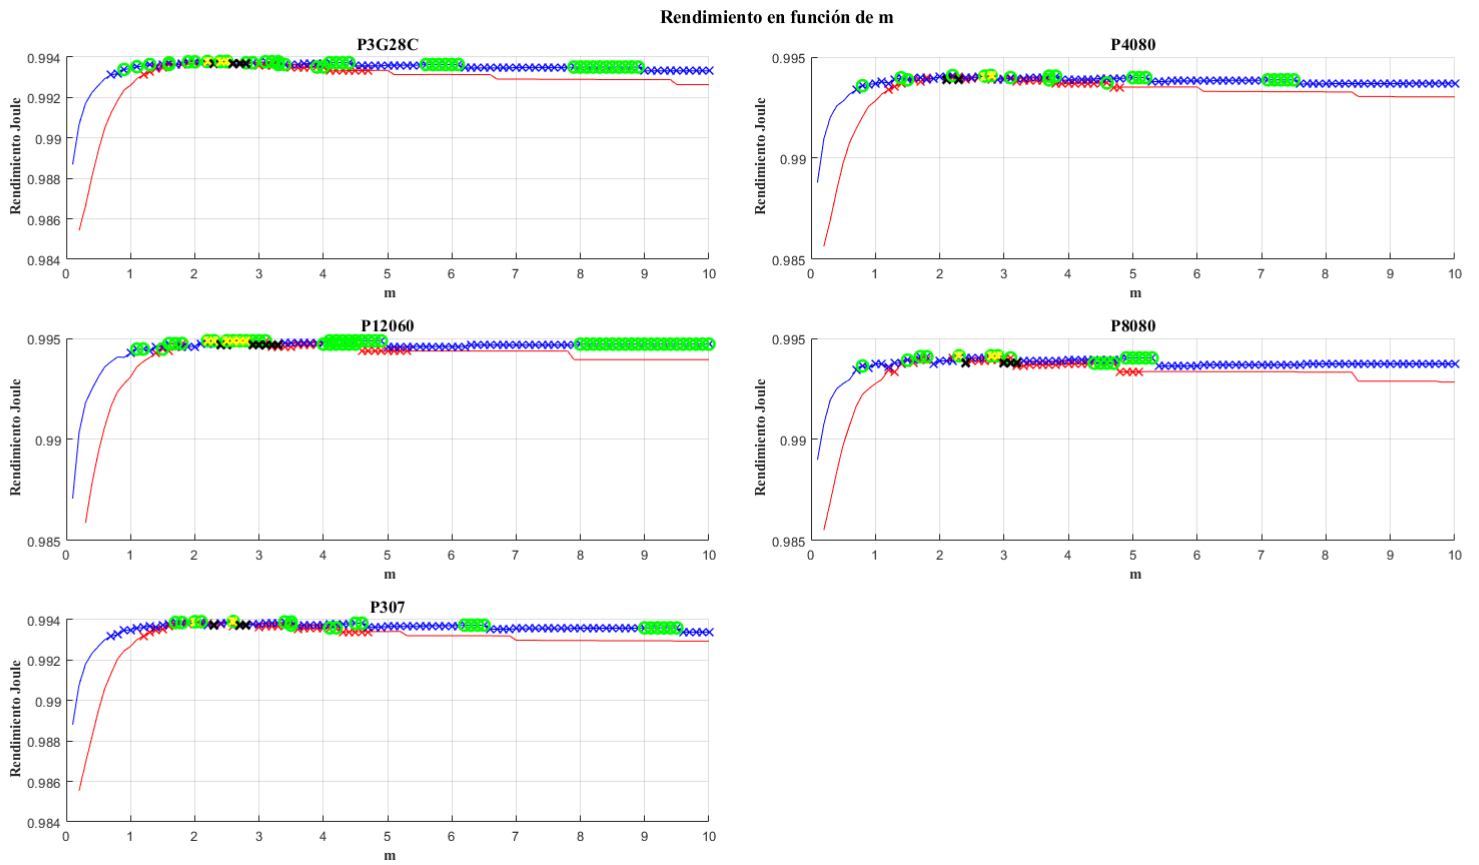 Rendimiento en función de m
P3G28C
Rendimiento Joule
0.994
0.992
0.99
0.988
0.986
0.984
0 1 2 3 4 5 6 7 8 9 10
m
P4080
Rendimiento Joule
0.995
0.99
0.985
0 1 2 3 4 5 6 7 8 9 10
m
P12060
Rendimiento Joule
0.995
0.99
0.985
0 1 2 3 4 5 6 7 8 9 10
m
P8080
Rendimiento Joule
0.995
0.99
0.985
0 1 2 3 4 5 6 7 8 9 10
m
P307
Rendimiento Joule
0.994
0.992
0.99
0.988
0.986
0.984
0 1 2 3 4 5 6 7 8 9 10
m